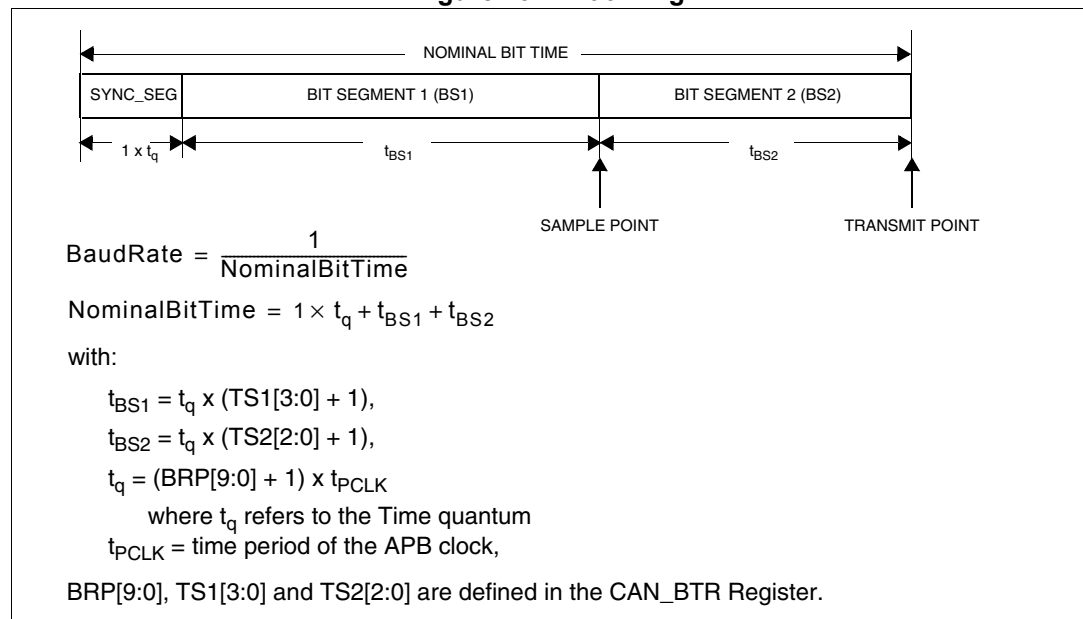 NOMINAL BIT TIME
SYNC_SEG
BIT SEGMENT 1 (BS1)
BIT SEGMENT 2 (BS2)
1 x tq
tBS1
tBS2
SAMPLE POINT
TRANSMIT POINT
BaudRate = 1 / NominalBitTime
NominalBitTime = 1 × tq + tBS1 + tBS2
with:
tBS1 = tq x (TS1[3:0] + 1),
tBS2 = tq x (TS2[2:0] + 1),
tq = (BRP[9:0] + 1) x tPCLK
where tq refers to the Time quantum
tPCLK = time period of the APB clock,
BRP[9:0], TS1[3:0] and TS2[2:0] are defined in the CAN_BTR Register.